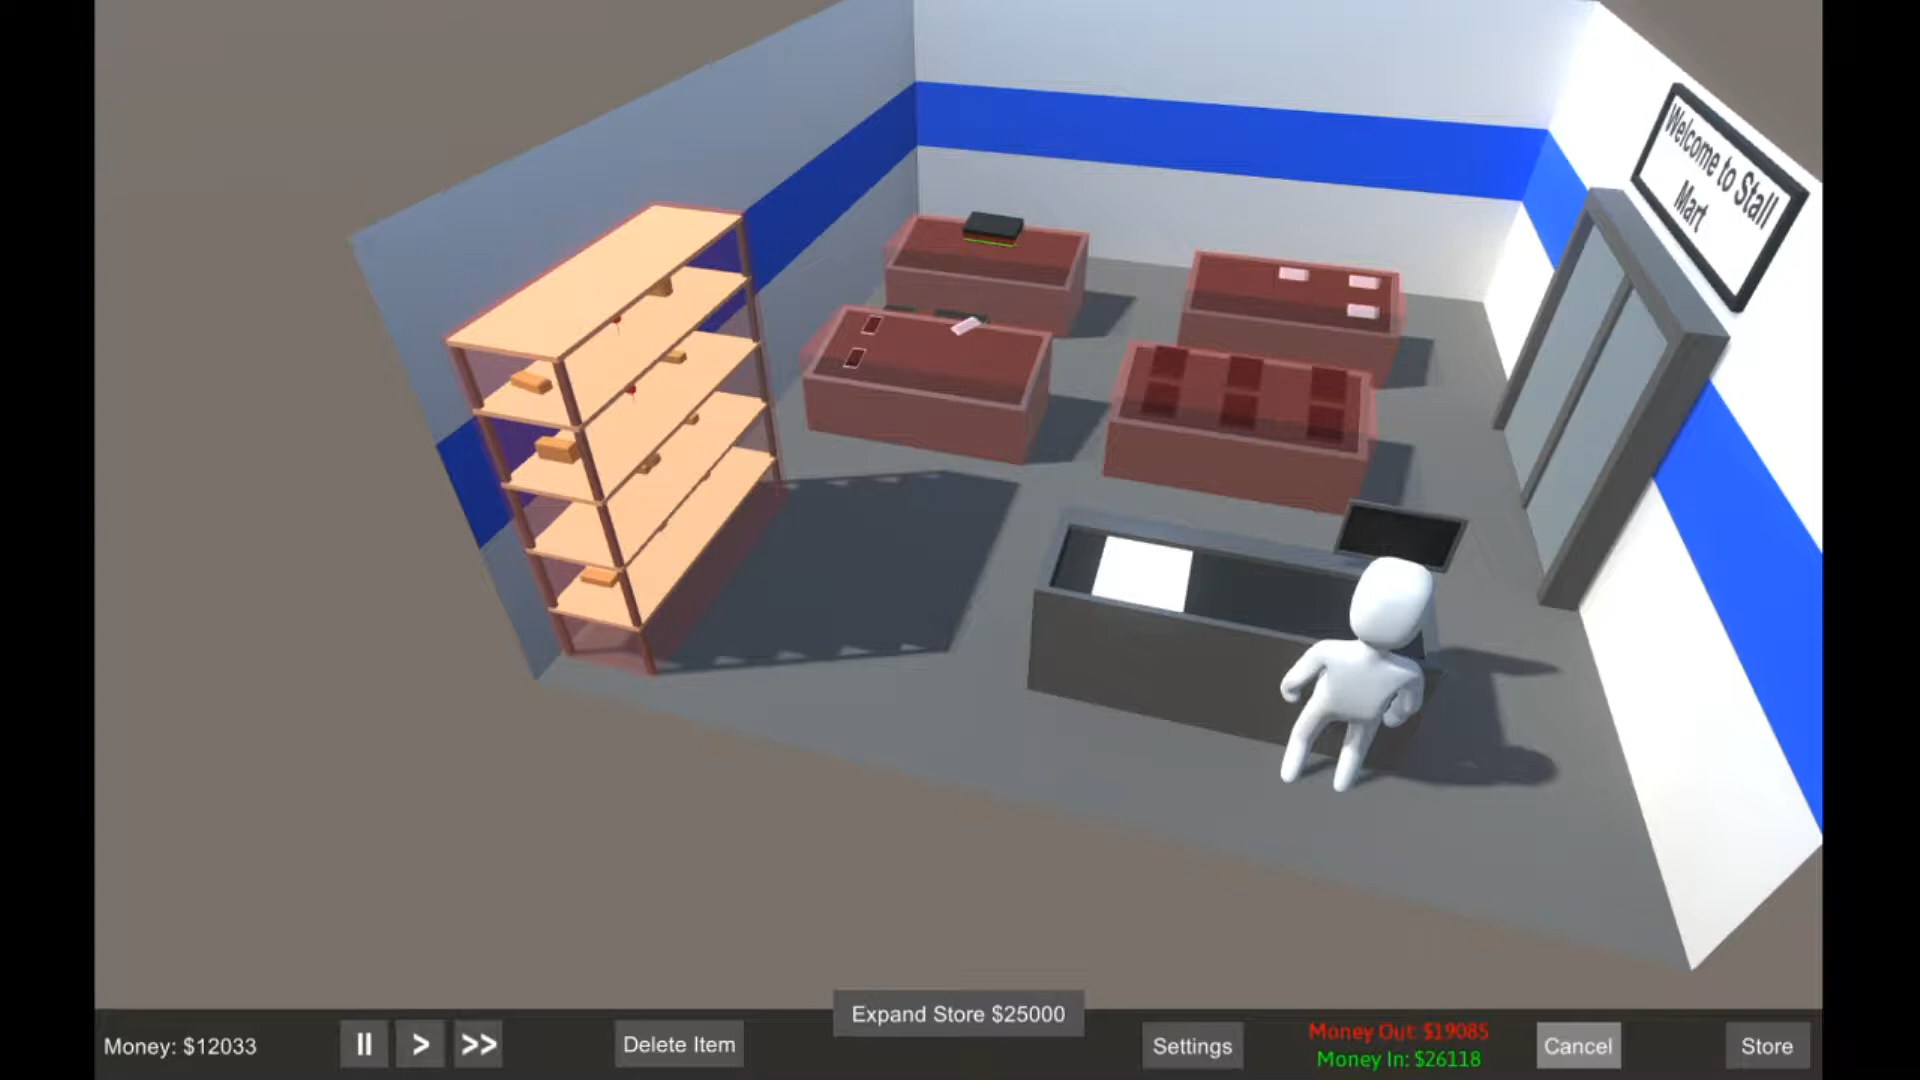 Welcome to Stall
Mart
Expand Store $25000
Money: $12033
>
>>
Delete Item
Settings
Money Out: $19085
Money In: $26118
Cancel
Store